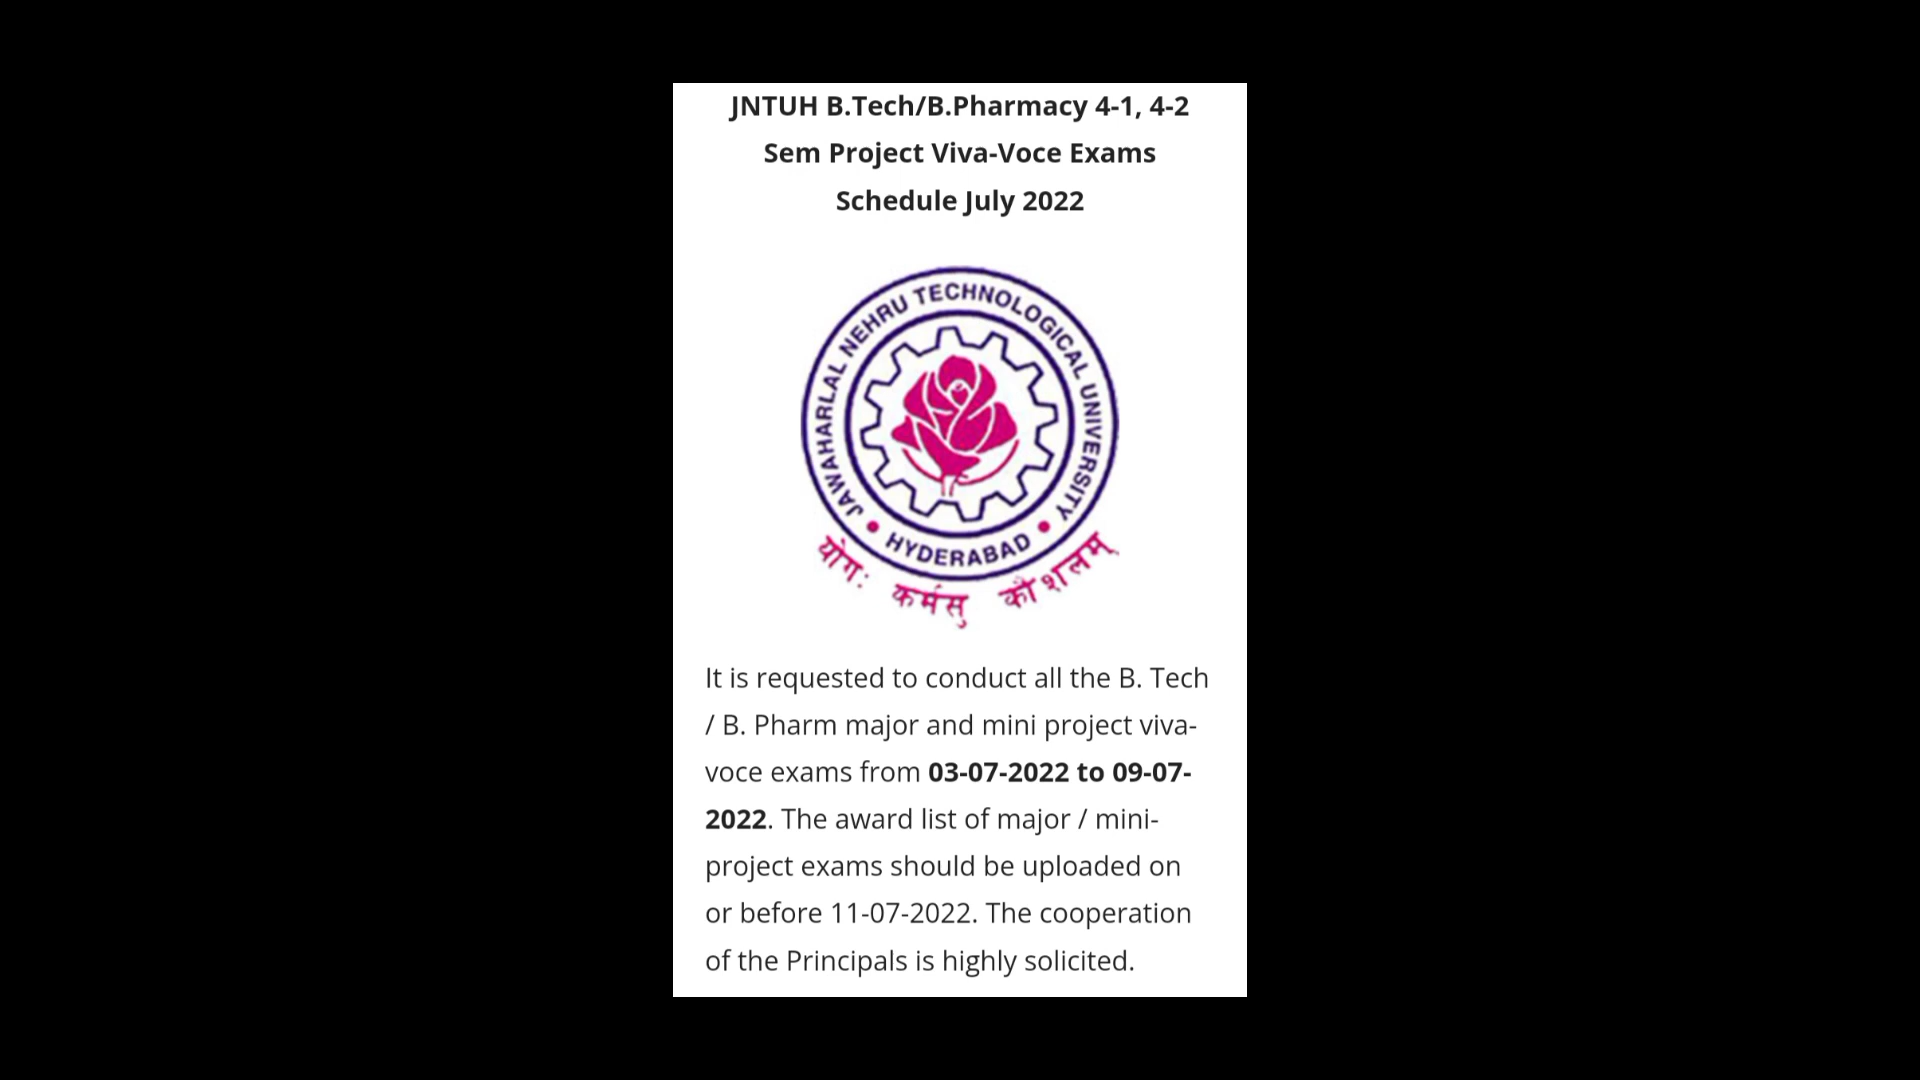 JNTUH B.Tech/B.Pharmacy 4-1, 4-2
Sem Project Viva-Voce Exams
Schedule July 2022
JAWAHARLAL NEHRU TECHNOLOGICAL UNIVERSITY
• HYDERABAD •
योगः कर्मसु कौशलम्
It is requested to conduct all the B. Tech
/ B. Pharm major and mini project viva-
voce exams from 03-07-2022 to 09-07-
2022. The award list of major / mini-
project exams should be uploaded on
or before 11-07-2022. The cooperation
of the Principals is highly solicited.